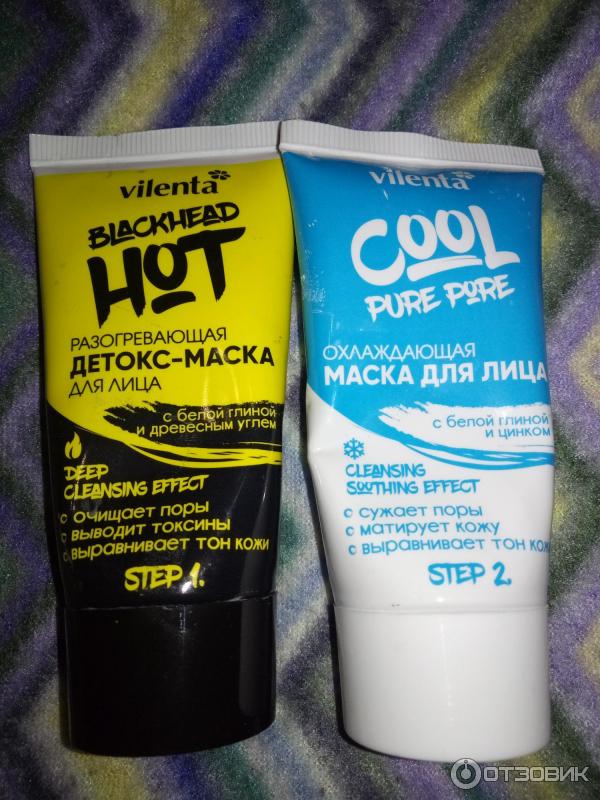 vilenta
BLACKHEAD
HOT
РАЗОГРЕВАЮЩАЯ
ДЕТОКС-МАСКА
ДЛЯ ЛИЦА
с белой глиной
и древесным углем
DEEP
CLEANSING EFFECT
очищает поры
выводит токсины
выравнивает тон кожи
STEP 1.
vilenta
COOL
PURE PORE
ОХЛАЖДАЮЩАЯ
МАСКА ДЛЯ ЛИЦА
с белой глиной
и цинком
CLEANSING
SOOTHING EFFECT
сужает поры
матирует кожу
выравнивает тон кожи
STEP 2.
ОТЗОВИК